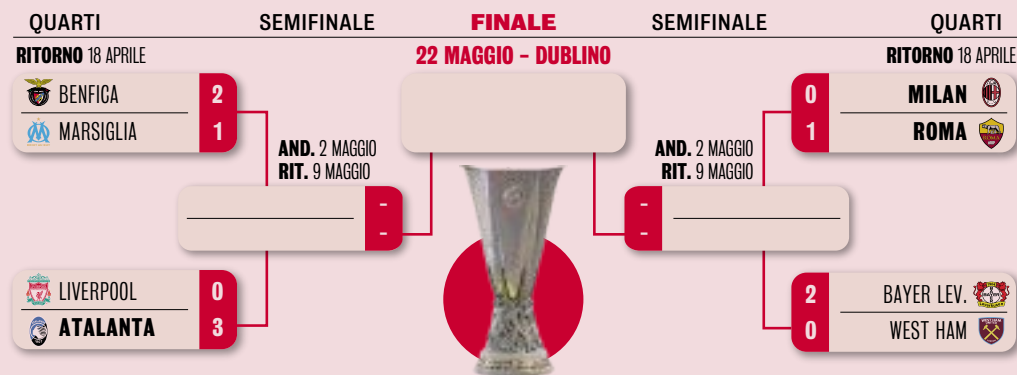 QUARTI SEMIFINALE FINALE SEMIFINALE QUARTI
RITORNO 18 APRILE 22 MAGGIO - DUBLINO RITORNO 18 APRILE
BENFICA 2
MARSIGLIA 1
AND. 2 MAGGIO
RIT. 9 MAGGIO
-
-
LIVERPOOL 0
ATALANTA 3
0 MILAN
1 ROMA
AND. 2 MAGGIO
RIT. 9 MAGGIO
-
-
2 BAYER LEV.
0 WEST HAM